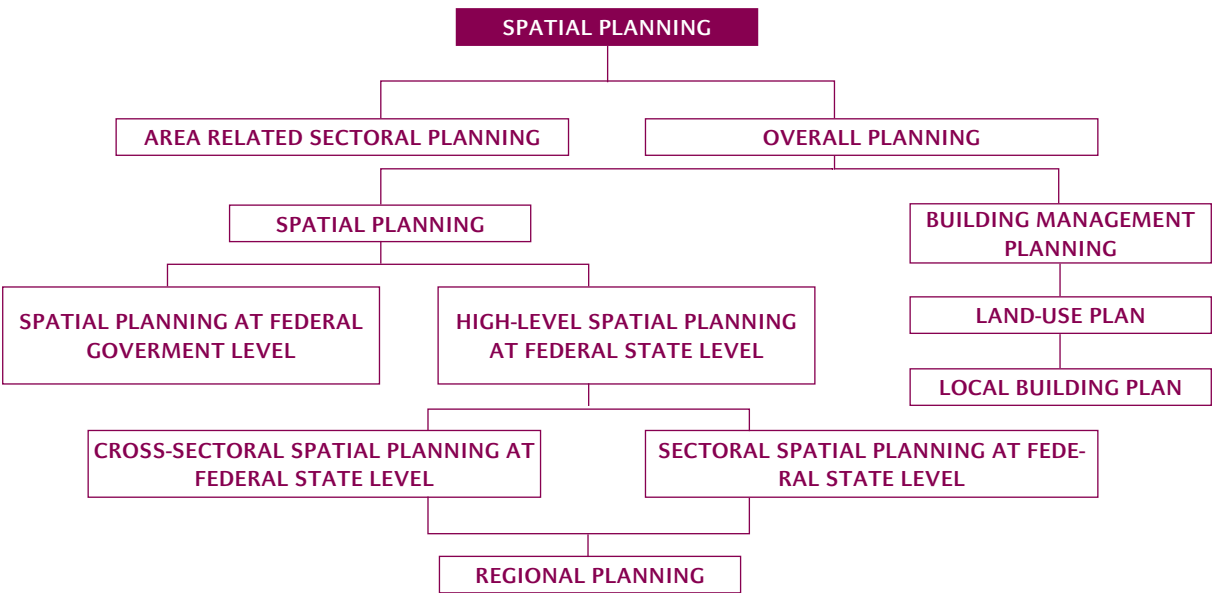 SPATIAL PLANNING
AREA RELATED SECTORAL PLANNING
OVERALL PLANNING
SPATIAL PLANNING
BUILDING MANAGEMENT
PLANNING
SPATIAL PLANNING AT FEDERAL
GOVERMENT LEVEL
HIGH-LEVEL SPATIAL PLANNING
AT FEDERAL STATE LEVEL
LAND-USE PLAN
LOCAL BUILDING PLAN
CROSS-SECTORAL SPATIAL PLANNING AT
FEDERAL STATE LEVEL
SECTORAL SPATIAL PLANNING AT FEDE-
RAL STATE LEVEL
REGIONAL PLANNING